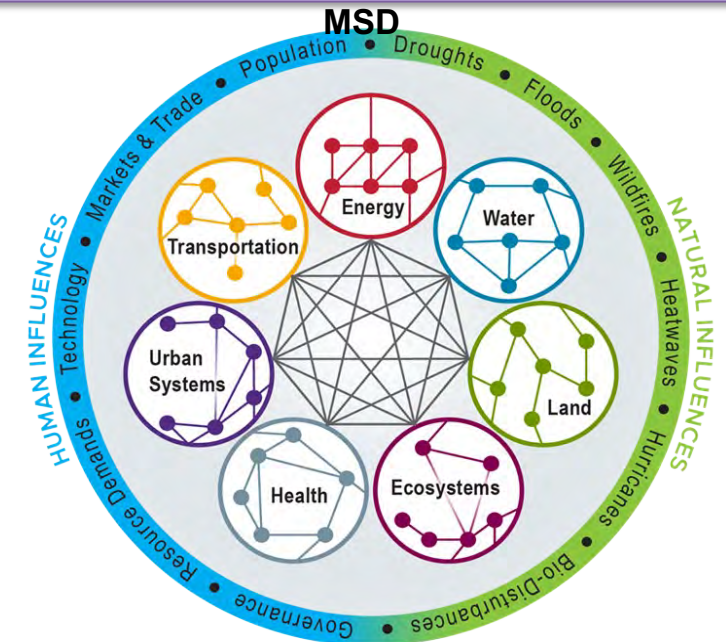 MSD
Population
Droughts
Floods
Wildfires
Heatwaves
Hurricanes
Bio-Disturbances
Governance
Resource Demands
Technology
Markets & Trade
HUMAN INFLUENCES
NATURAL INFLUENCES
Energy
Water
Land
Ecosystems
Health
Urban
Systems
Transportation